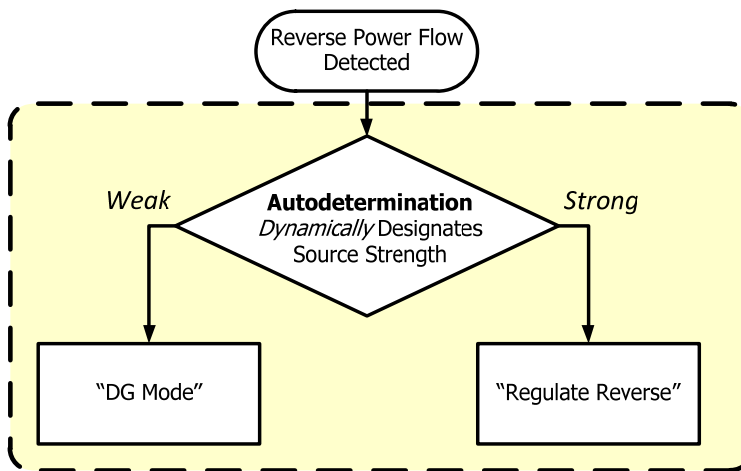 Reverse Power Flow
Detected
Weak
Autodetermination
Strong
Dynamically Designates
Source Strength
“DG Mode”
“Regulate Reverse”